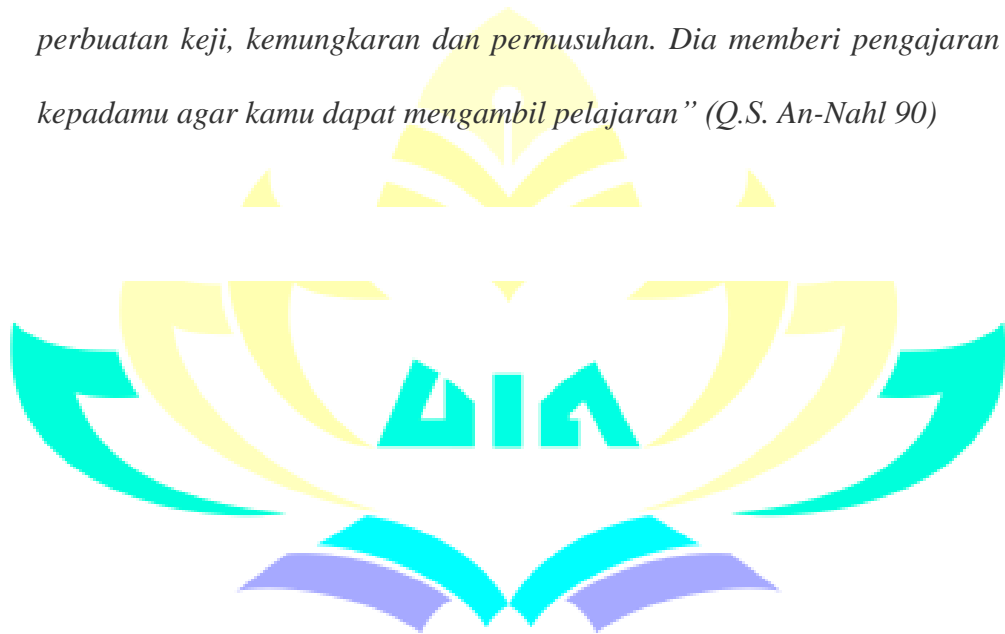 perbuatan keji, kemungkaran dan permusuhan. Dia memberi pengajaran
kepadamu agar kamu dapat mengambil pelajaran” (Q.S. An-Nahl 90)